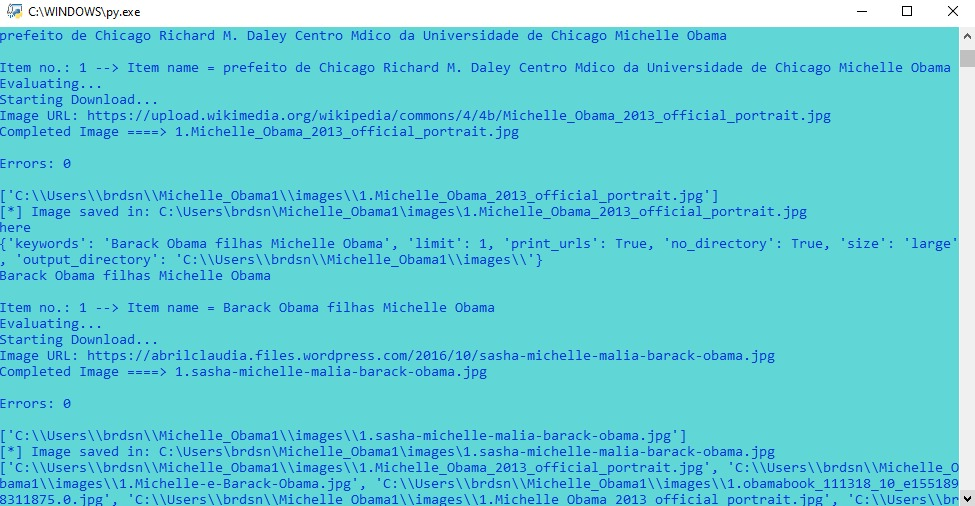 C:\WINDOWS\py.exe
prefeito de Chicago Richard M. Daley Centro Mdico da Universidade de Chicago Michelle Obama
Item no.: 1 --> Item name = prefeito de Chicago Richard M. Daley Centro Mdico da Universidade de Chicago Michelle Obama
Evaluating...
Starting Download...
Image URL: https://upload.wikimedia.org/wikipedia/commons/4/4b/Michelle_Obama_2013_official_portrait.jpg
Completed Image ====> 1.Michelle_Obama_2013_official_portrait.jpg
Errors: 0
['C:\\Users\\brdsn\\Michelle_Obama1\\images\\1.Michelle_Obama_2013_official_portrait.jpg']
[*] Image saved in: C:\Users\brdsn\Michelle_Obama1\images\1.Michelle_Obama_2013_official_portrait.jpg
here
{'keywords': 'Barack Obama filhas Michelle Obama', 'limit': 1, 'print_urls': True, 'no_directory': True, 'size': 'large'
, 'output_directory': 'C:\\Users\\brdsn\\Michelle_Obama1\\images\\'}
Barack Obama filhas Michelle Obama
Item no.: 1 --> Item name = Barack Obama filhas Michelle Obama
Evaluating...
Starting Download...
Image URL: https://abrilclaudia.files.wordpress.com/2016/10/sasha-michelle-malia-barack-obama.jpg
Completed Image ====> 1.sasha-michelle-malia-barack-obama.jpg
Errors: 0
['C:\\Users\\brdsn\\Michelle_Obama1\\images\\1.sasha-michelle-malia-barack-obama.jpg']
[*] Image saved in: C:\Users\brdsn\Michelle_Obama1\images\1.sasha-michelle-malia-barack-obama.jpg
['C:\\Users\\brdsn\\Michelle_Obama1\\images\\1.Michelle_Obama_2013_official_portrait.jpg', 'C:\\Users\\brdsn\\Michelle_O
bama1\\images\\1.Michelle-e-Barack-Obama.jpg', 'C:\\Users\\brdsn\\Michelle_Obama1\\images\\1.obamabook_111318_10_e155189
8311875.0.jpg', 'C:\\Users\\brdsn\\Michelle_Obama1\\images\\1.Michelle_Obama_2013_official_portrait.jpg', 'C:\\Users\\br